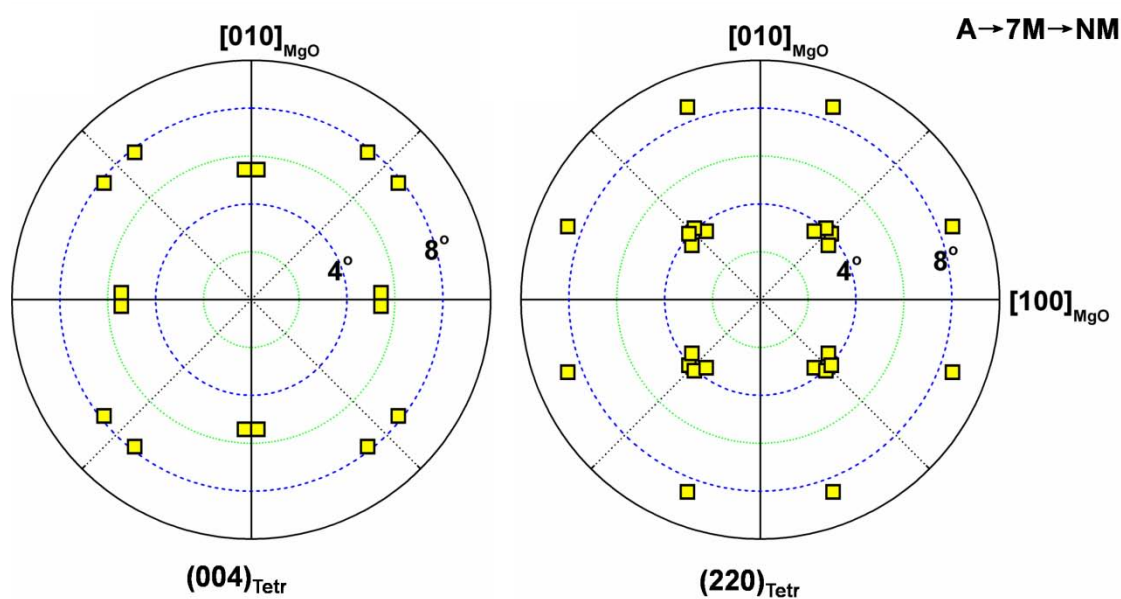 A→7M→NM
[010]MgO
[010]MgO
8°
4°
8°
4°
[100]MgO
(004)Tetr
(220)Tetr